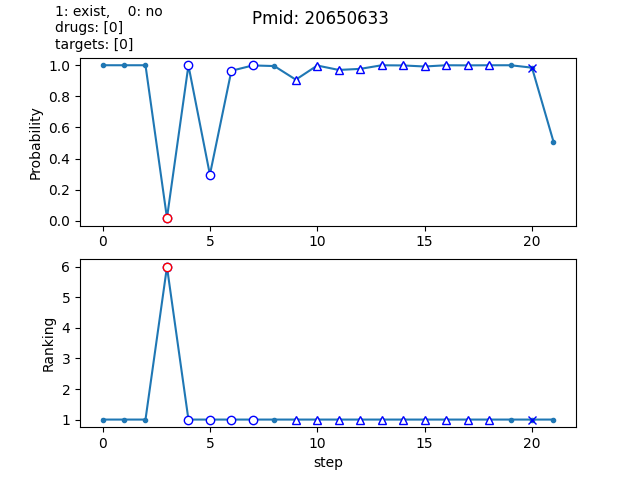 1: exist,    0: no
drugs: [0]
targets: [0]
Pmid: 20650633
1.0
0.8
0.6
0.4
0.2
0.0
Probability
0 5 10 15 20
6
5
4
3
2
1
Ranking
0 5 10 15 20
step